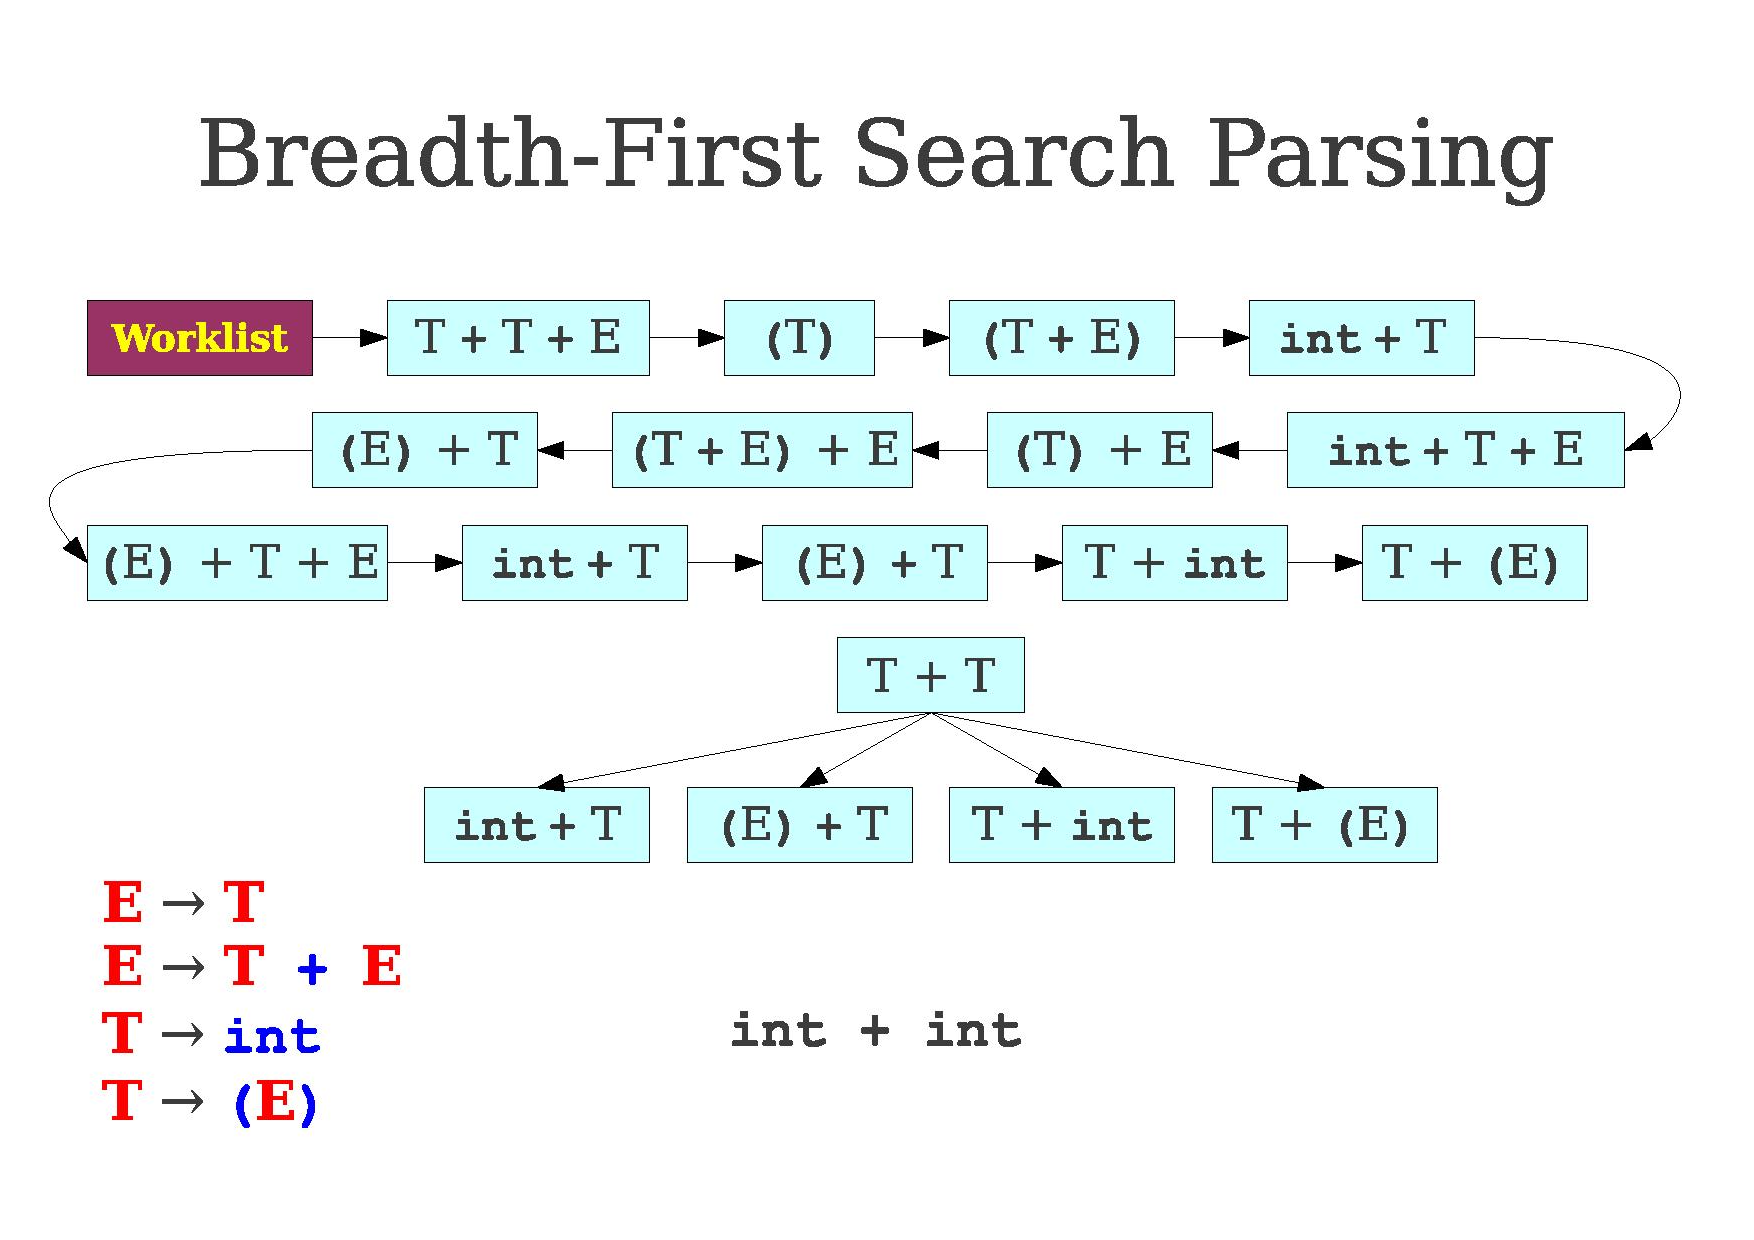 Breadth-First Search Parsing
Worklist T + T + E (T) (T + E) int + T
(E) + T (T + E) + E (T) + E int + T + E
(E) + T + E int + T (E) + T T + int T + (E)
T + T
int + T (E) + T T + int T + (E)
E → T
E → T + E
T → int
T → (E)
int + int